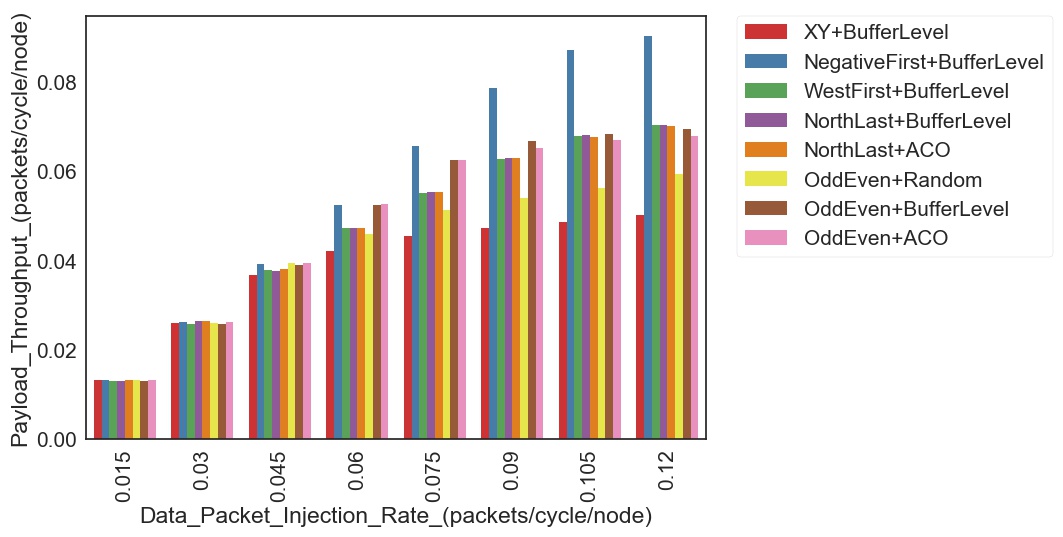 Payload_Throughput_(packets/cycle/node)
0.08
0.06
0.04
0.02
0.00
0.015
0.03
0.045
0.06
0.075
0.09
0.105
0.12
Data_Packet_Injection_Rate_(packets/cycle/node)
XY+BufferLevel
NegativeFirst+BufferLevel
WestFirst+BufferLevel
NorthLast+BufferLevel
NorthLast+ACO
OddEven+Random
OddEven+BufferLevel
OddEven+ACO